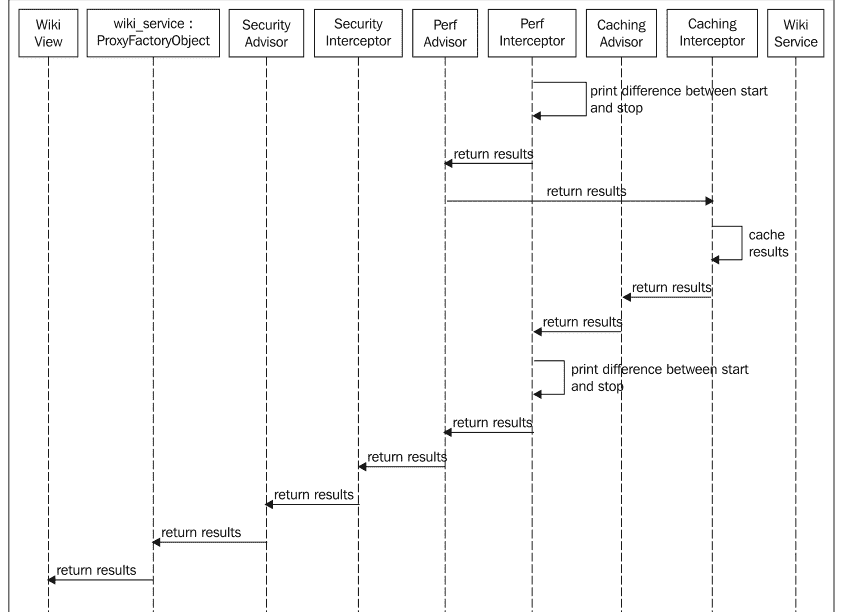 Wiki
View
wiki_service :
ProxyFactoryObject
Security
Advisor
Security
Interceptor
Perf
Advisor
Perf
Interceptor
Caching
Advisor
Caching
Interceptor
Wiki
Service
print difference between start
and stop
return results
return results
cache
results
return results
return results
print difference between start
and stop
return results
return results
return results
return results
return results